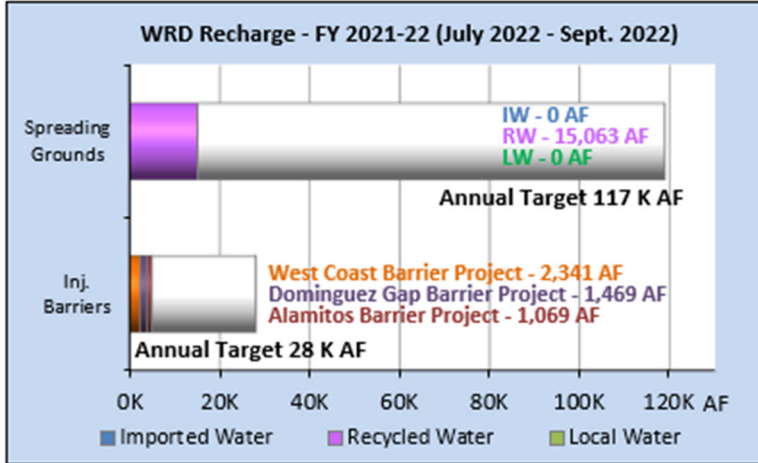 WRD Recharge - FY 2021-22 (July 2022 - Sept. 2022)
Spreading
Grounds
IW - 0 AF
RW - 15,063 AF
LW - 0 AF
Annual Target 117 K AF
Inj.
Barriers
West Coast Barrier Project - 2,341 AF
Dominguez Gap Barrier Project - 1,469 AF
Alamitos Barrier Project - 1,069 AF
Annual Target 28 K AF
0K 20K 40K 60K 80K 100K 120K AF
Imported Water Recycled Water Local Water